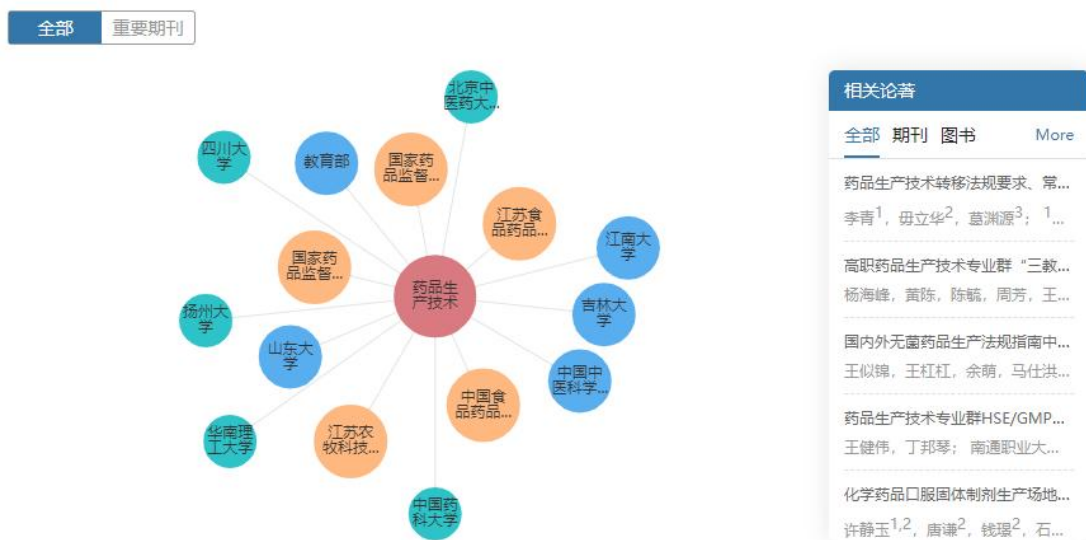 全部 重要期刊
北京中
医药大...
四川大
学
教育部
国家药
品监督...
江苏食
品药品...
江南大
学
国家药
品监督...
药品生
产技术
扬州大
学
吉林大
学
山东大
学
中国中
医科学...
中国食
品药品...
华南理
工大学
江苏农
牧科技...
中国药
科大学
相关论著
全部 期刊 图书 More
药品生产技术转移法规要求、常...
李青1, 毋立华2, 葛渊源3; 1...
高职药品生产技术专业群“三教...
杨海峰, 黄陈, 陈毓, 周芳, 王...
国内外无菌药品生产法规指南中...
王似锦, 王杠杠, 余萌, 马仕洪...
药品生产技术专业群HSE/GMP...
王健伟, 丁邦琴; 南通职业大...
化学药品口服固体制剂生产场地...
许静玉1,2, 唐谦2, 钱璟2, 石...